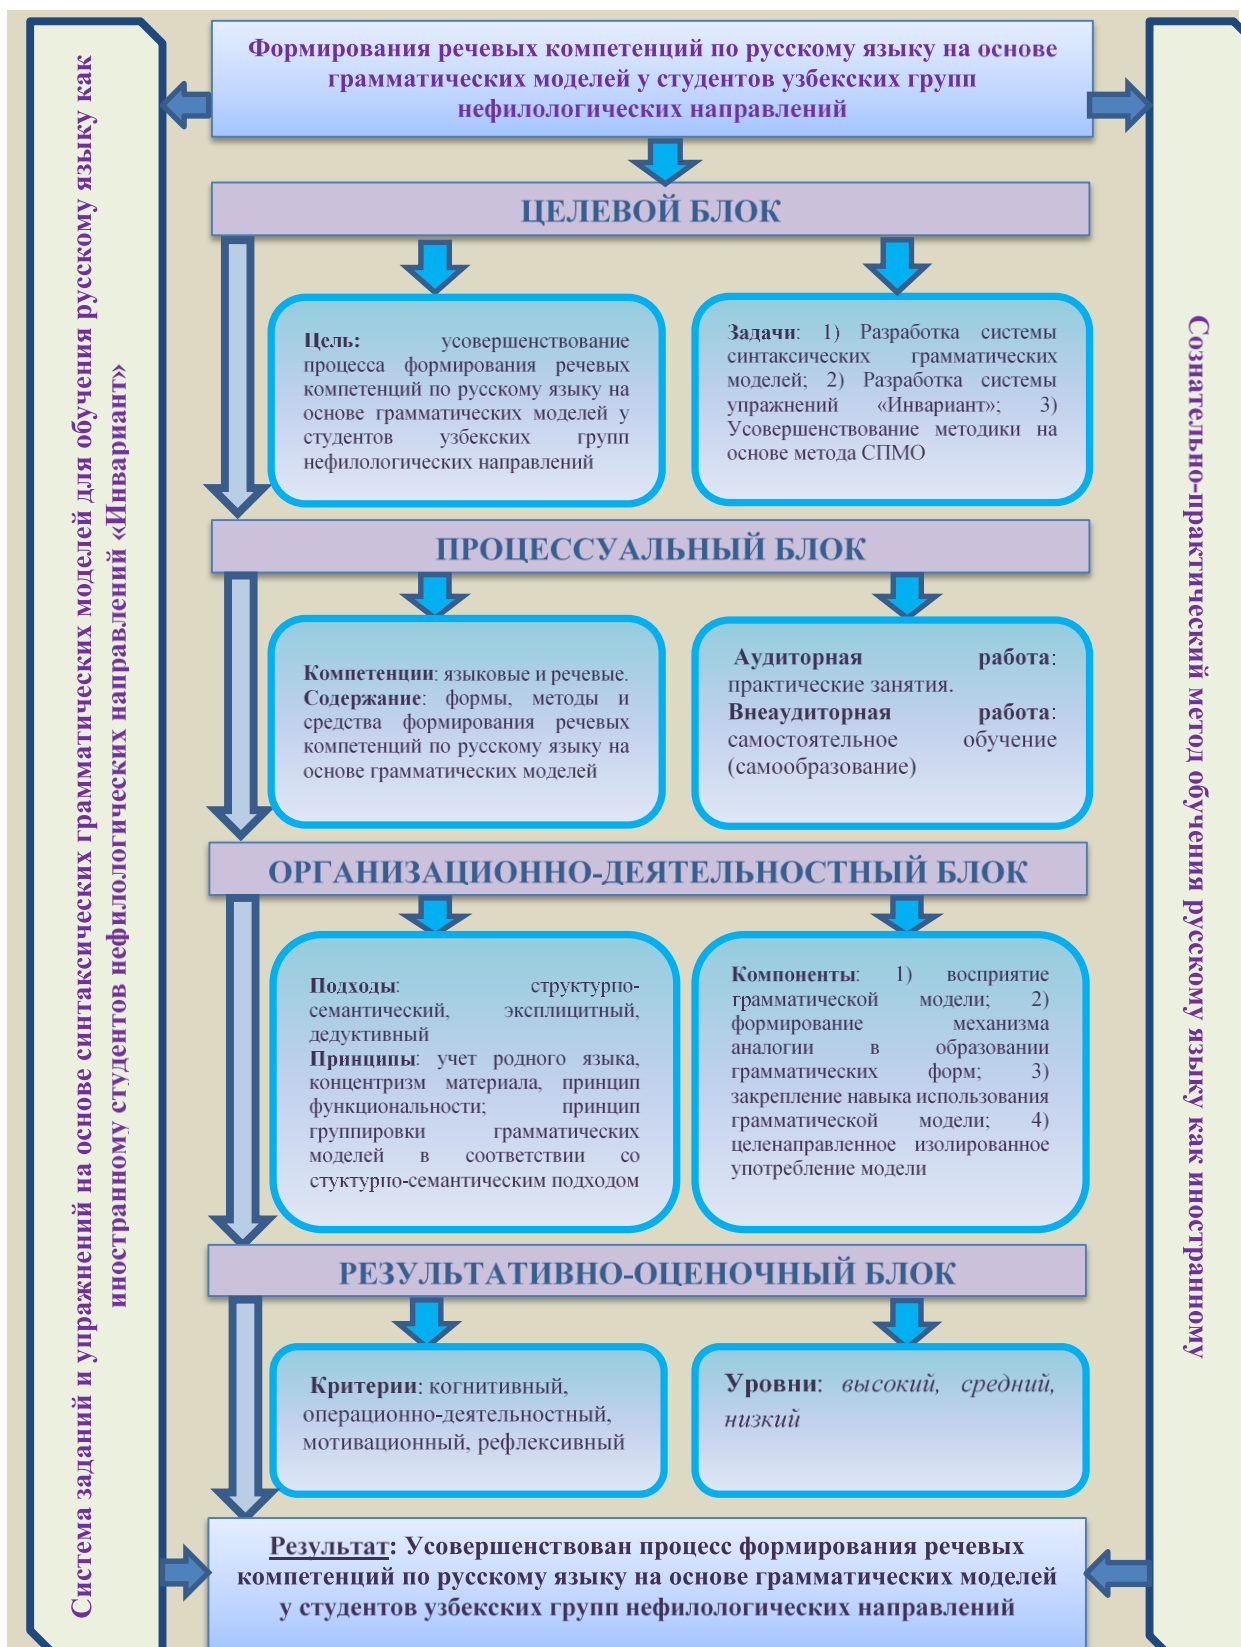 Формирования речевых компетенций по русскому языку на основе
грамматических моделей у студентов узбекских групп
нефилологических направлений
Система заданий и упражнений на основе синтаксических грамматических моделей для обучения русскому языку как
иностранному студентов нефилологических направлений «Инвариант»
Сознательно-практический метод обучения русскому языку как иностранному
ЦЕЛЕВОЙ БЛОК
Цель: усовершенствование
процесса формирования речевых
компетенций по русскому языку на
основе грамматических моделей у
студентов узбекских групп
нефилологических направлений
Задачи: 1) Разработка системы
синтаксических грамматических
моделей; 2) Разработка системы
упражнений «Инвариант»; 3)
Усовершенствование методики на
основе метода СПМО
ПРОЦЕССУАЛЬНЫЙ БЛОК
Компетенции: языковые и речевые.
Содержание: формы, методы и
средства формирования речевых
компетенций по русскому языку на
основе грамматических моделей
Аудиторная работа:
практические занятия.
Внеаудиторная работа:
самостоятельное обучение
(самообразование)
ОРГАНИЗАЦИОННО-ДЕЯТЕЛЬНОСТНЫЙ БЛОК
Подходы: структурно-
семантический, эксплицитный,
дедуктивный
Принципы: учет родного языка,
концентризм материала, принцип
функциональности; принцип
группировки грамматических
моделей в соответствии со
стуктурно-семантическим подходом
Компоненты: 1) восприятие
грамматической модели; 2)
формирование механизма
аналогии в образовании
грамматических форм; 3)
закрепление навыка использования
грамматической модели; 4)
целенаправленное изолированное
употребление модели
РЕЗУЛЬТАТИВНО-ОЦЕНОЧНЫЙ БЛОК
Критерии: когнитивный,
операционно-деятельностный,
мотивационный, рефлексивный
Уровни: высокий, средний,
низкий
Результат: Усовершенствован процесс формирования речевых
компетенций по русскому языку на основе грамматических моделей
у студентов узбекских групп нефилологических направлений